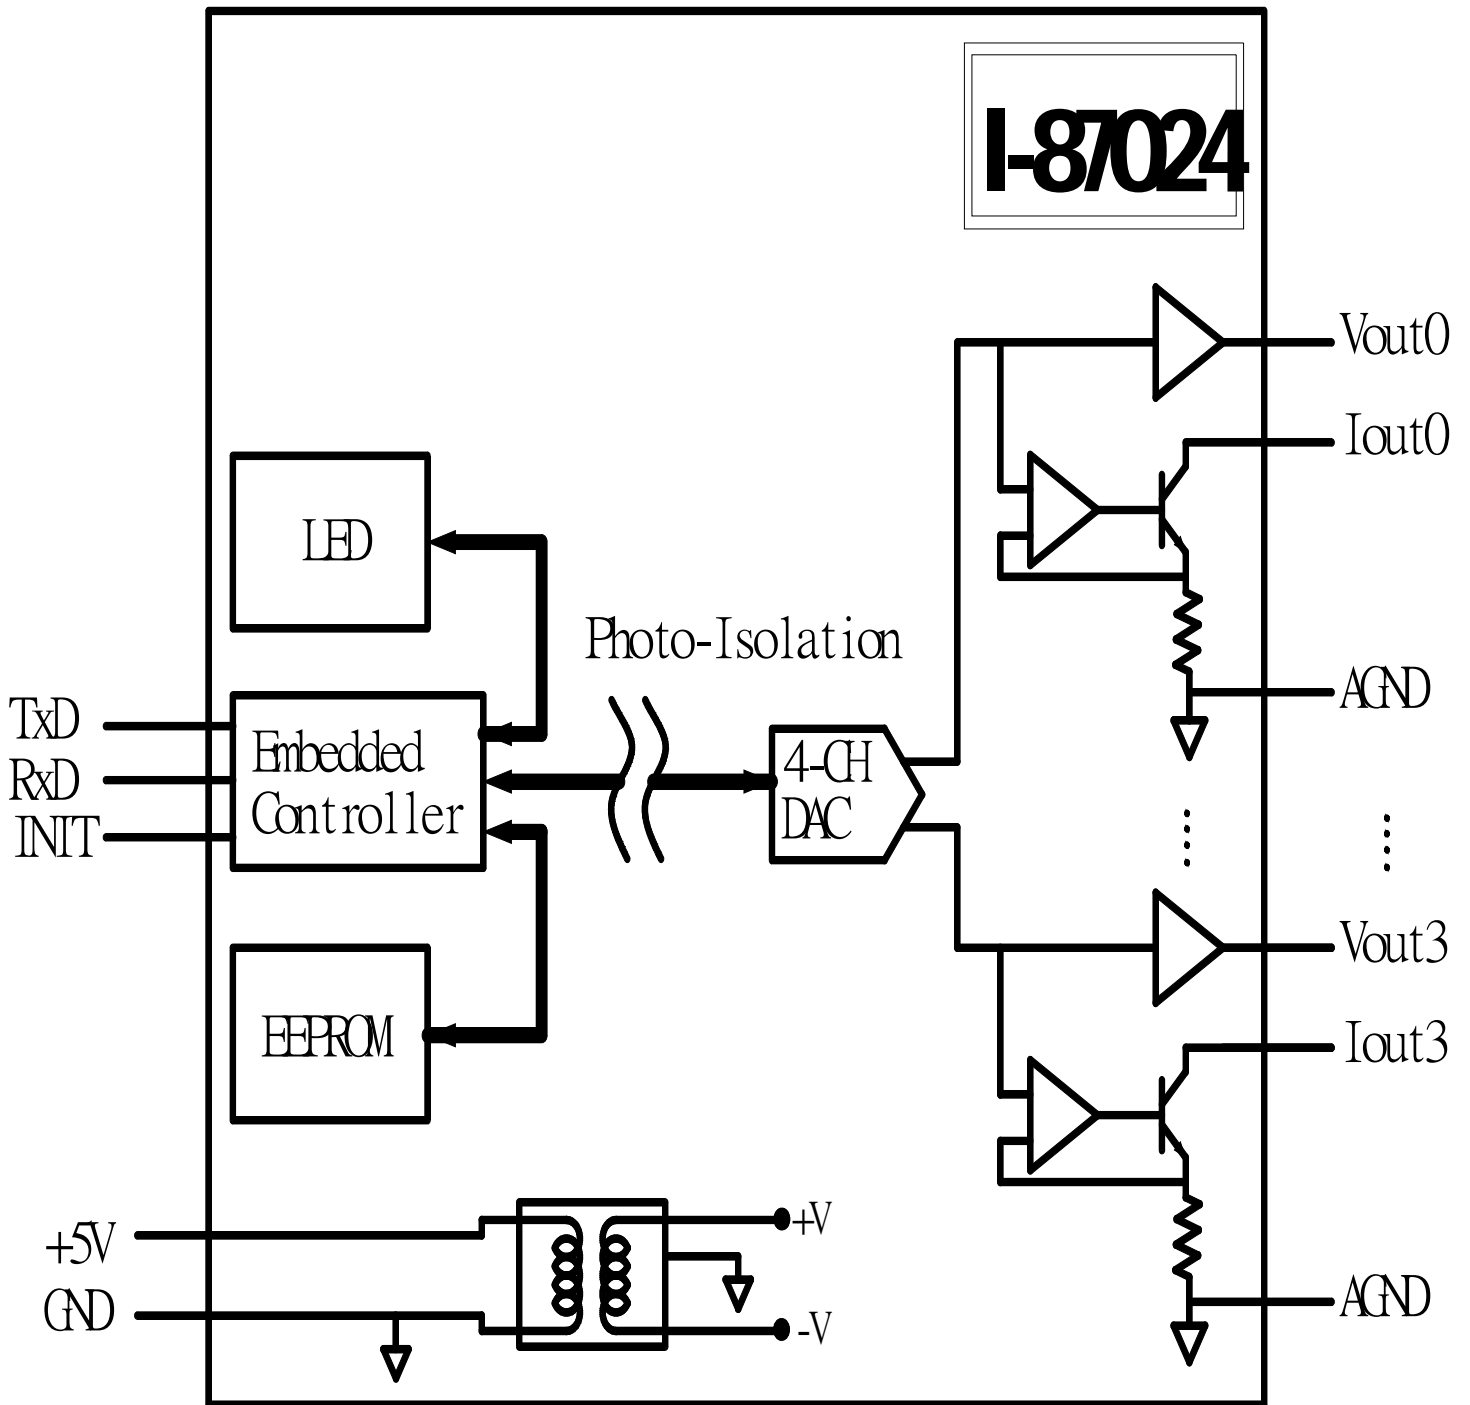 I-87024
Vout0
Iout0
LED
Photo-Isolation
AGND
TxD
RxD
INIT
Embedded
Controller
4-CH
DAC
Vout3
EEPROM
Iout3
+5V
GND
+V
-V
AGND